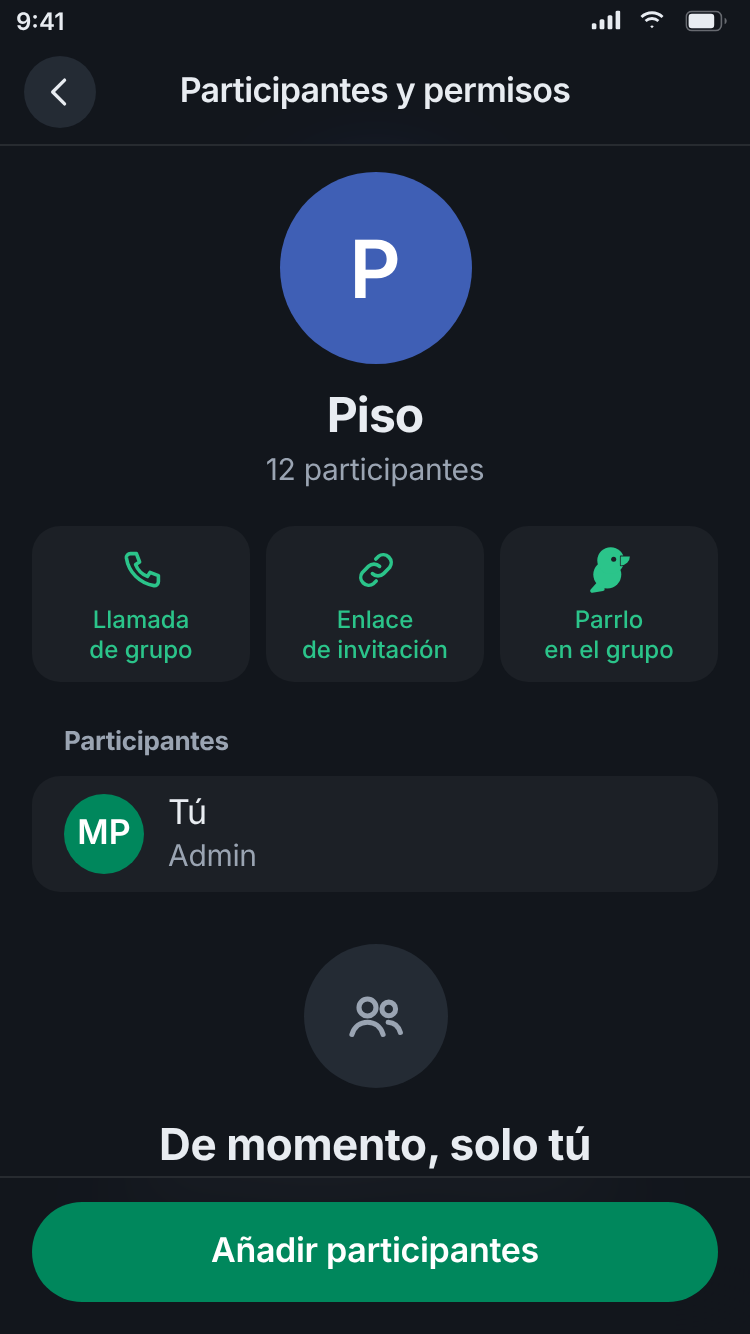 9:41
Participantes y permisos
P
Piso
12 participantes
Llamada
de grupo
Enlace
de invitación
Parrlo
en el grupo
Participantes
MP
Tú
Admin
De momento, solo tú
Añadir participantes